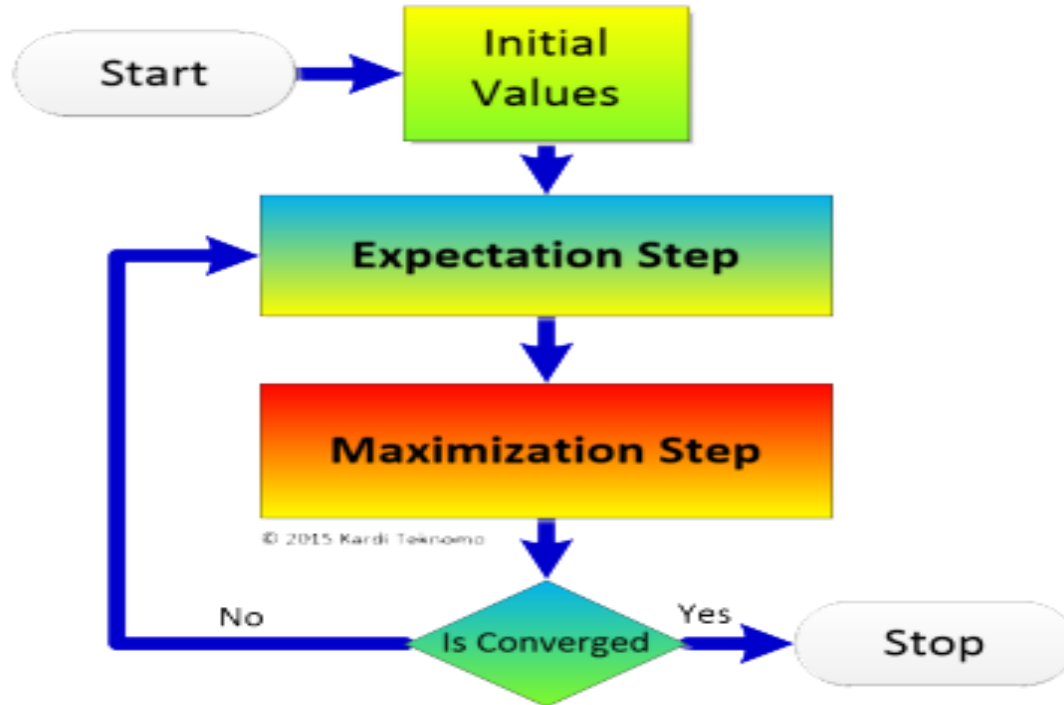 Start
Initial
Values
Expectation Step
Maximization Step
© 2015 Kardi Teknomo
No
Is Converged
Yes
Stop